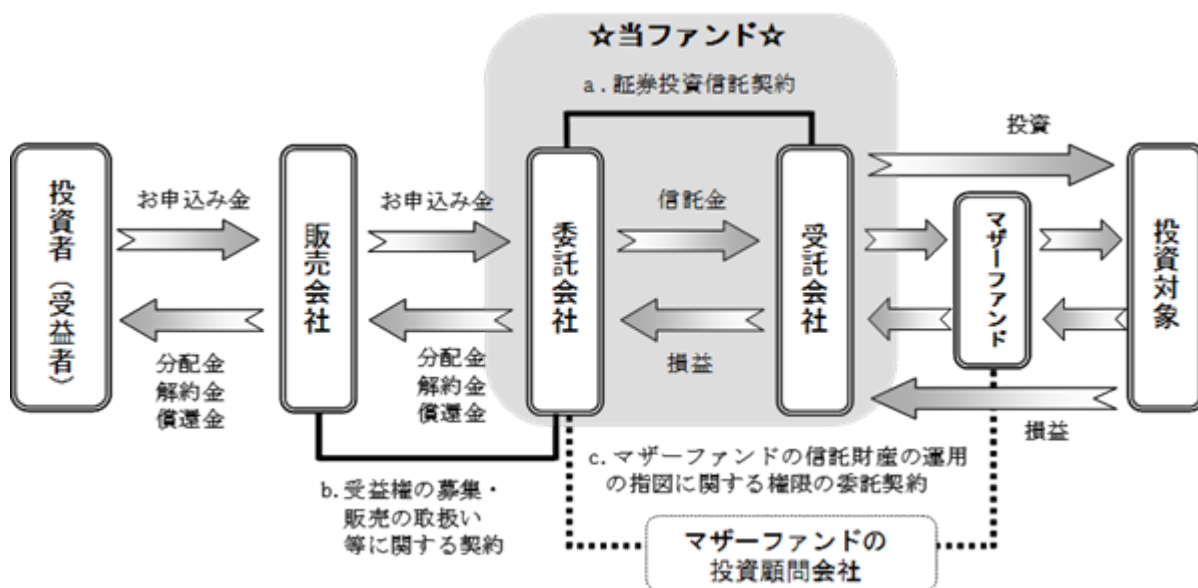 ☆当ファンド☆
a.証券投資信託契約
投資者（受益者）
お申込み金
分配金
解約金
償還金
販売会社
お申込み金
分配金
解約金
償還金
委託会社
信託金
損益
受託会社
投資
マザーファンド
損益
投資対象
b.受益権の募集・
販売の取扱い
等に関する契約
c.マザーファンドの信託財産の運用
の指図に関する権限の委託契約
マザーファンドの
投資顧問会社